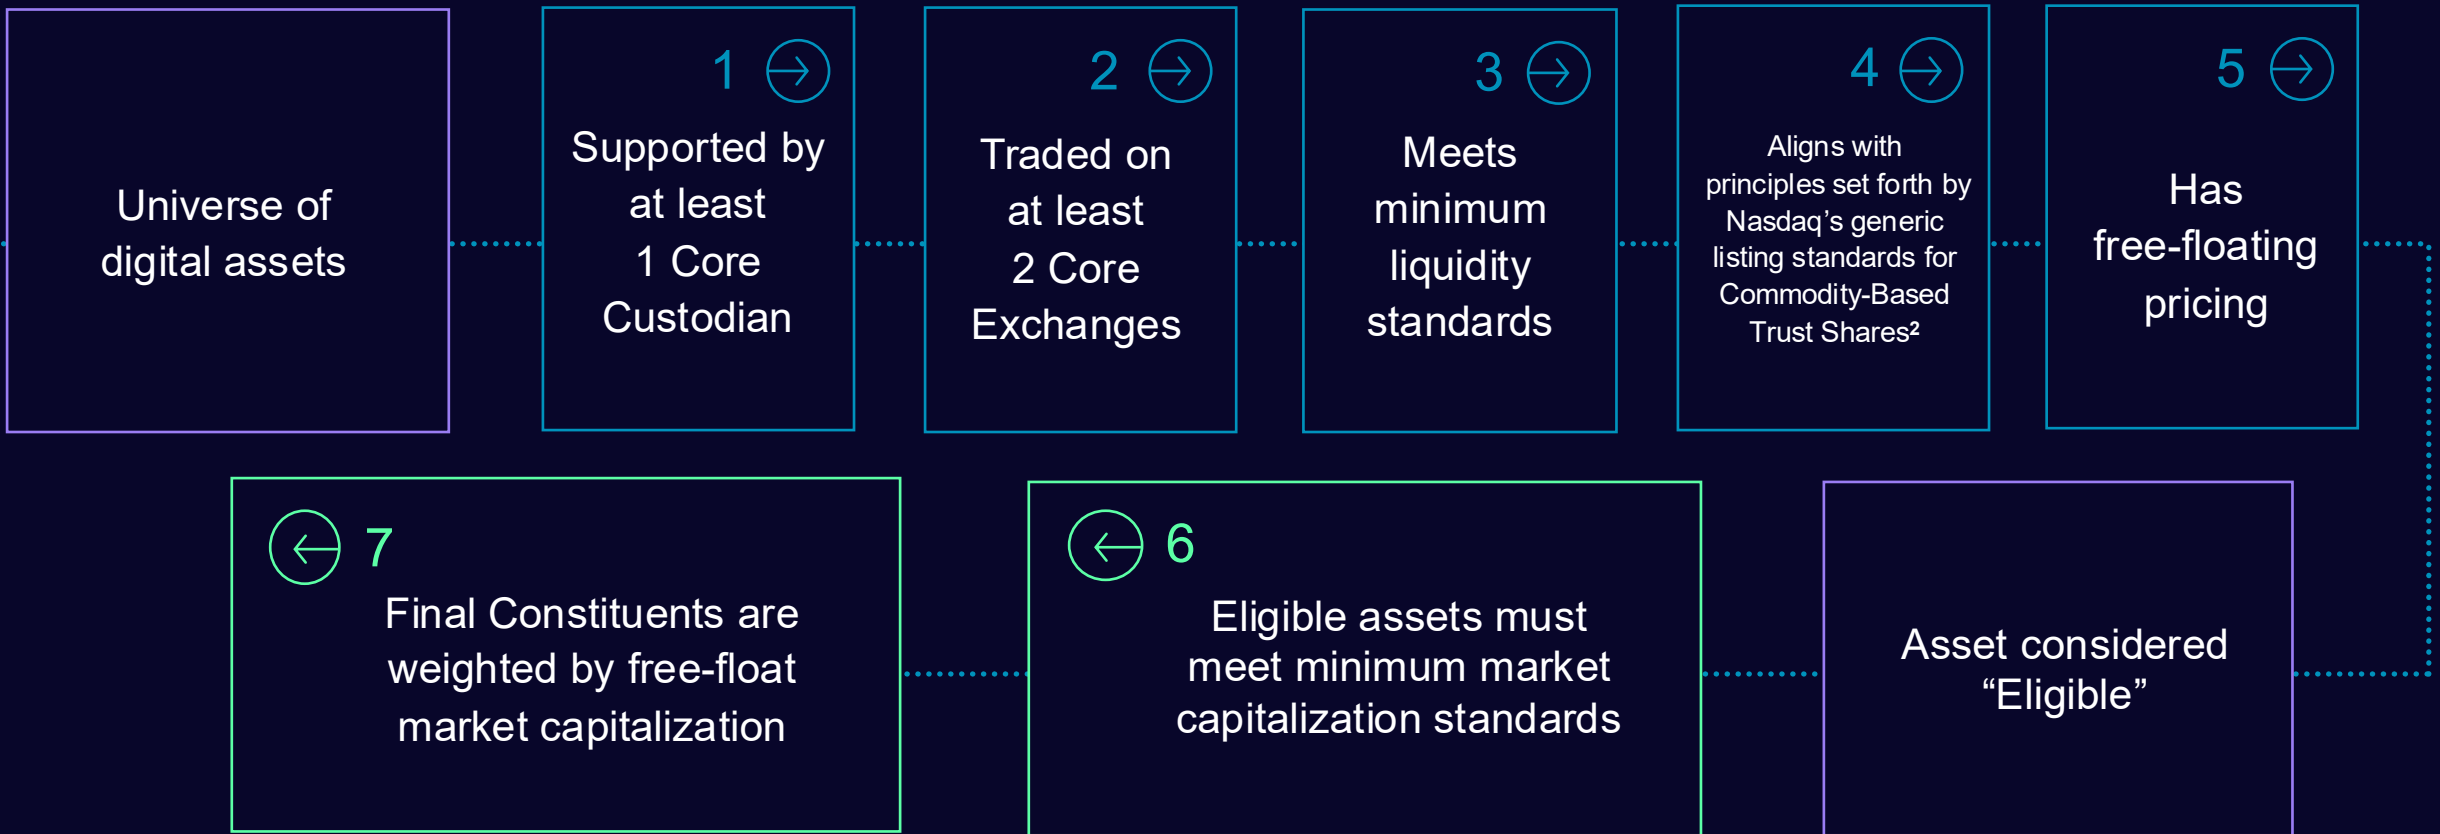 Universe of
digital assets
1
Supported by
at least
1 Core
Custodian
2
Traded on
at least
2 Core
Exchanges
3
Meets
minimum
liquidity
standards
4
Aligns with
principles set forth by
Nasdaq’s generic
listing standards for
Commodity-Based
Trust Shares²
5
Has
free-floating
pricing
Asset considered
“Eligible”
6
Eligible assets must
meet minimum market
capitalization standards
7
Final Constituents are
weighted by free-float
market capitalization